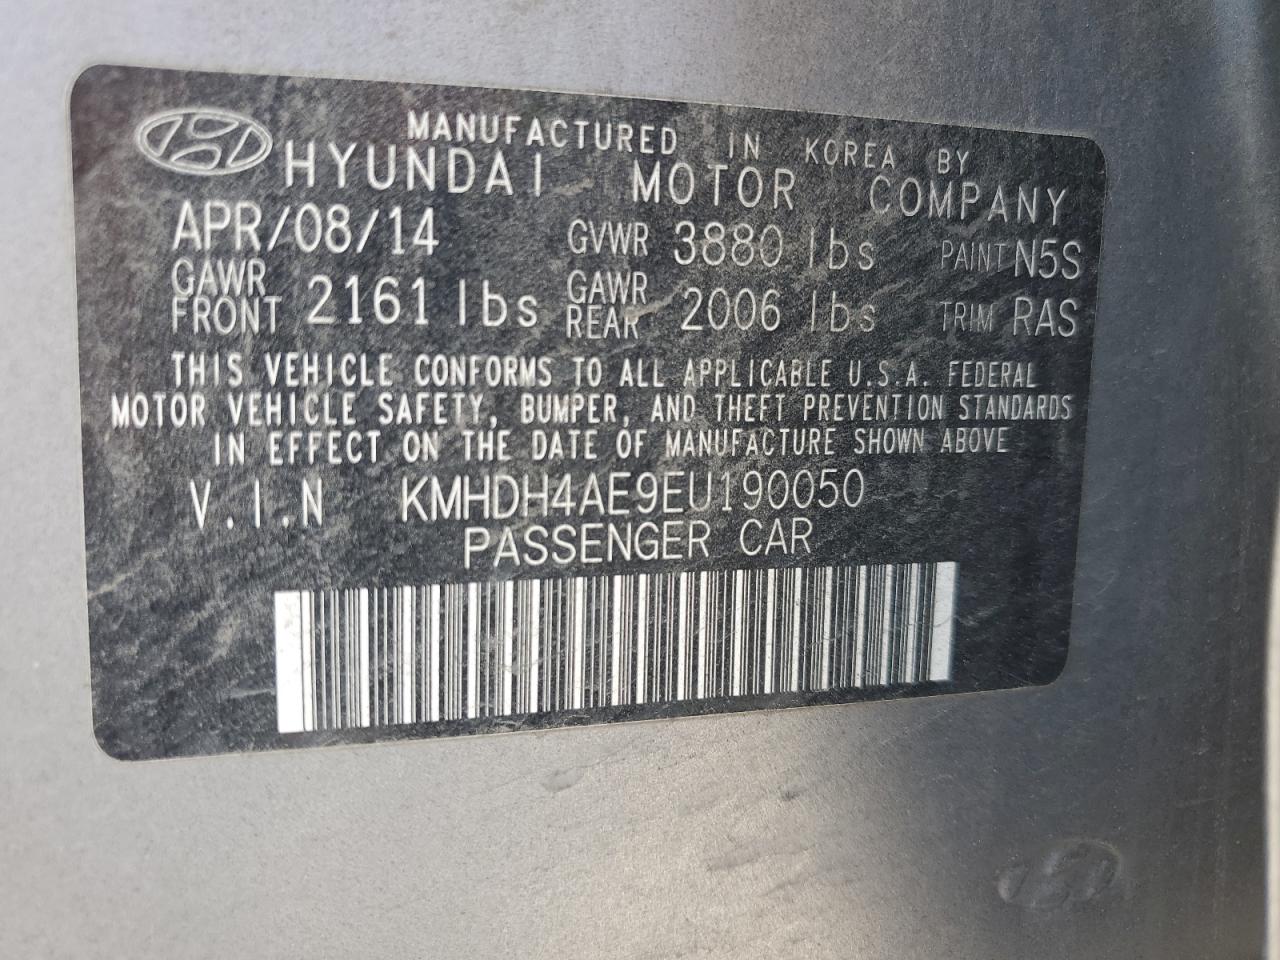 MANUFACTURED IN KOREA BY
HYUNDAI MOTOR COMPANY
APR/08/14 GVWR 3880 lbs PAINT N5S
GAWR FRONT 2161 lbs GAWR REAR 2006 lbs TRIM RAS
THIS VEHICLE CONFORMS TO ALL APPLICABLE U.S.A. FEDERAL
MOTOR VEHICLE SAFETY, BUMPER, AND THEFT PREVENTION STANDARDS
IN EFFECT ON THE DATE OF MANUFACTURE SHOWN ABOVE
V.I.N KMHDH4AE9EU190050
PASSENGER CAR